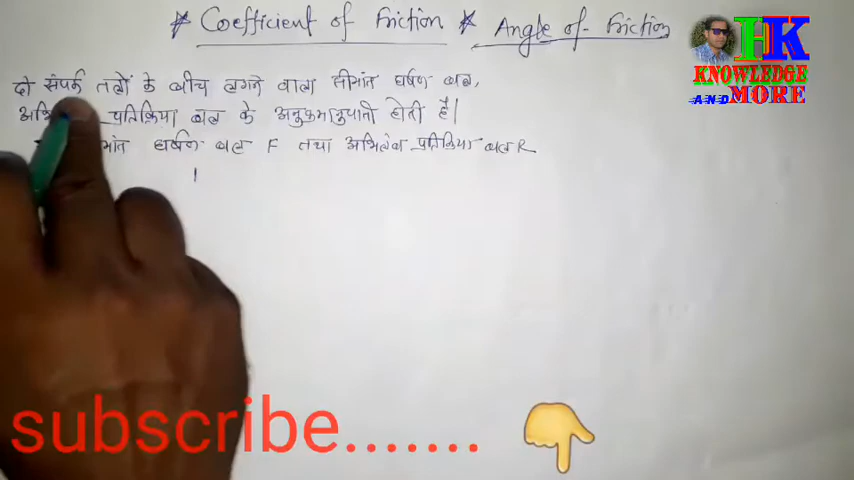 * Coefficient of Friction * Angle of Friction
HK
KNOWLEDGE
AND MORE
दो संपर्क तलों के बीच लगने वाला सीमांत घर्षण बल,
प्रतिक्रिया बल के अनुक्रमानुपाती होती है|
घर्षण बल F तथा अभिलंब प्रतिक्रिया बल R
subscribe.......